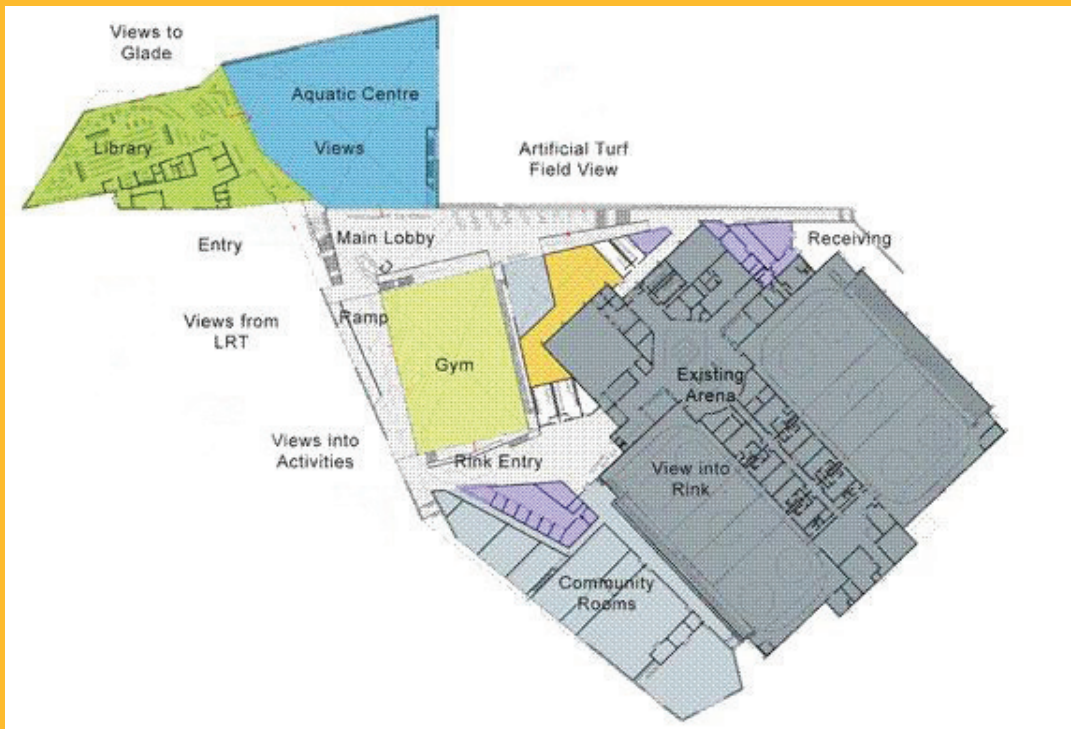 Views to
Glade
Aquatic Centre
Library
Views
Artificial Turf
Field View
Entry
Main Lobby
Receiving
Ramp
Views from
LRT
Gym
Existing
Arena
Views into
Activities
Rink Entry
View into
Rink
Community
Rooms